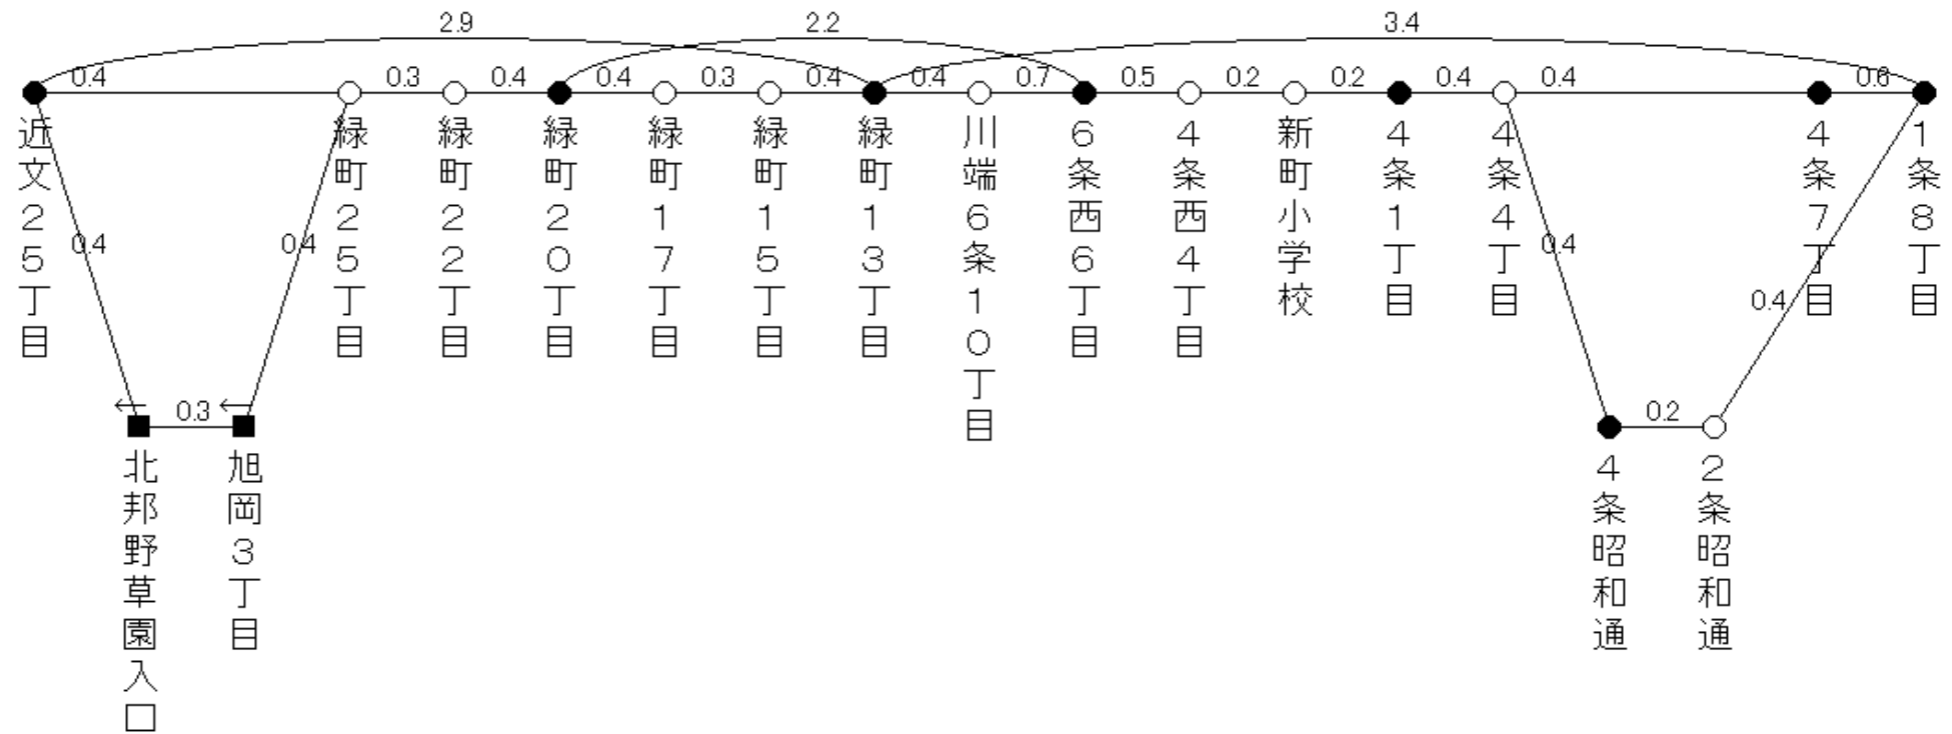 2.9
2.2
3.4
0.4
0.3
0.4
0.4
0.3
0.4
0.4
0.7
0.5
0.2
0.2
0.4
0.4
0.6
近文25丁目
緑町25丁目
緑町22丁目
緑町20丁目
緑町17丁目
緑町15丁目
緑町13丁目
川端6条10丁目
6条西6丁目
4条西4丁目
新町小学校
4条1丁目
4条4丁目
4条7丁目
1条8丁目
0.4
0.4
0.4
0.4
←
0.3
←
0.2
北邦野草園入口
旭岡3丁目
4条昭和通
2条昭和通